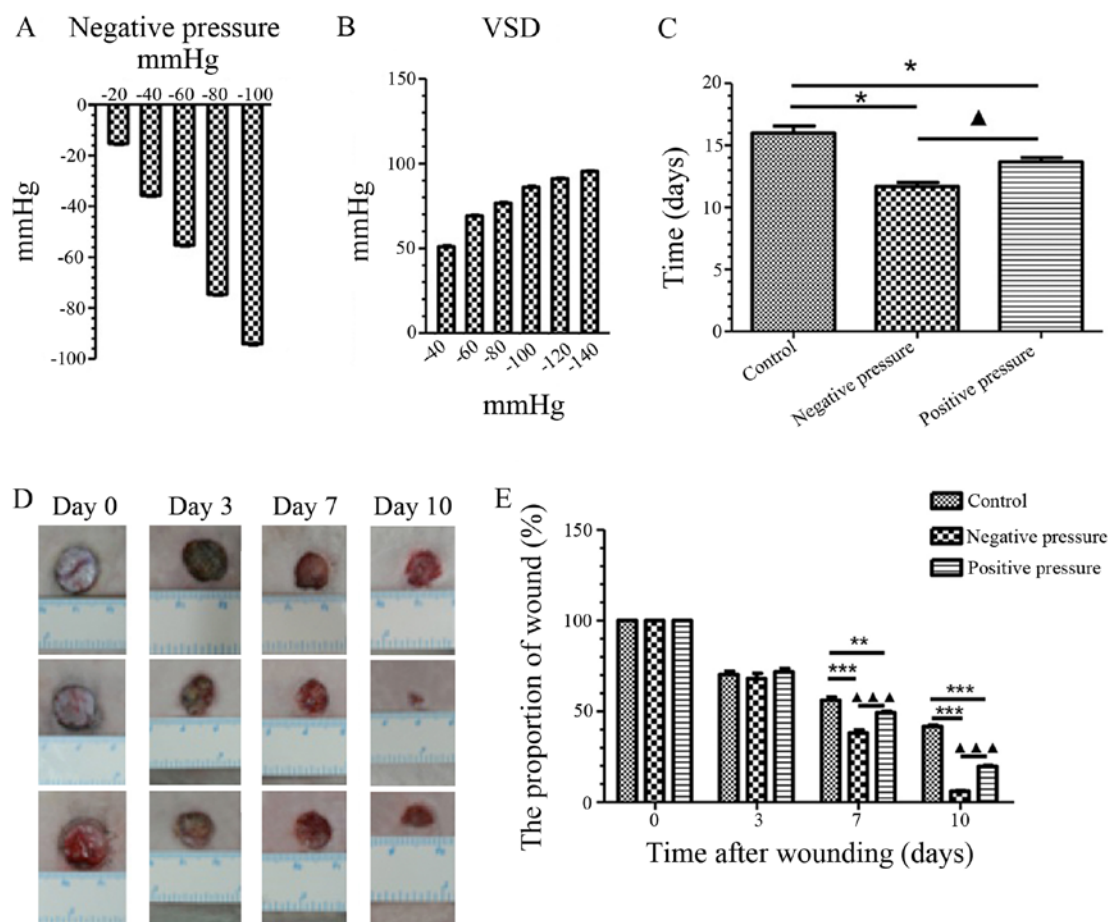 A
Negative pressure
mmHg
-20 -40 -60 -80 -100
0
-20
-40
-60
-80
-100
mmHg
B
VSD
150
100
50
0
mmHg
-40 -60 -80 -100 -120 -140
mmHg
C
20
15
10
5
0
Time (days)
* * ▲
Control
Negative pressure
Positive pressure
D
Day 0 Day 3 Day 7 Day 10
E
Control
Negative pressure
Positive pressure
The proportion of wound (%)
150
100
50
0
**
***
▲▲▲
***
***
▲▲▲
0 3 7 10
Time after wounding (days)